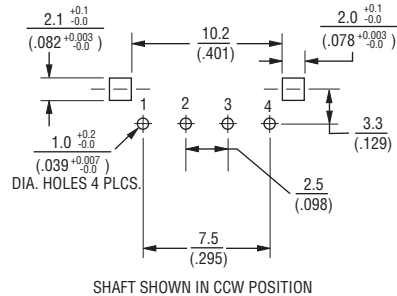 2.1 +0.1 -0.0
(.082 +0.003 -0.0)
10.2
(.401)
2.0 +0.1 -0.0
(.078 +0.003 -0.0)
1 2 3 4
3.3
(.129)
1.0 +0.2 -0.0
(.039 +0.007 -0.0)
DIA. HOLES 4 PLCS.
2.5
(.098)
7.5
(.295)
SHAFT SHOWN IN CCW POSITION